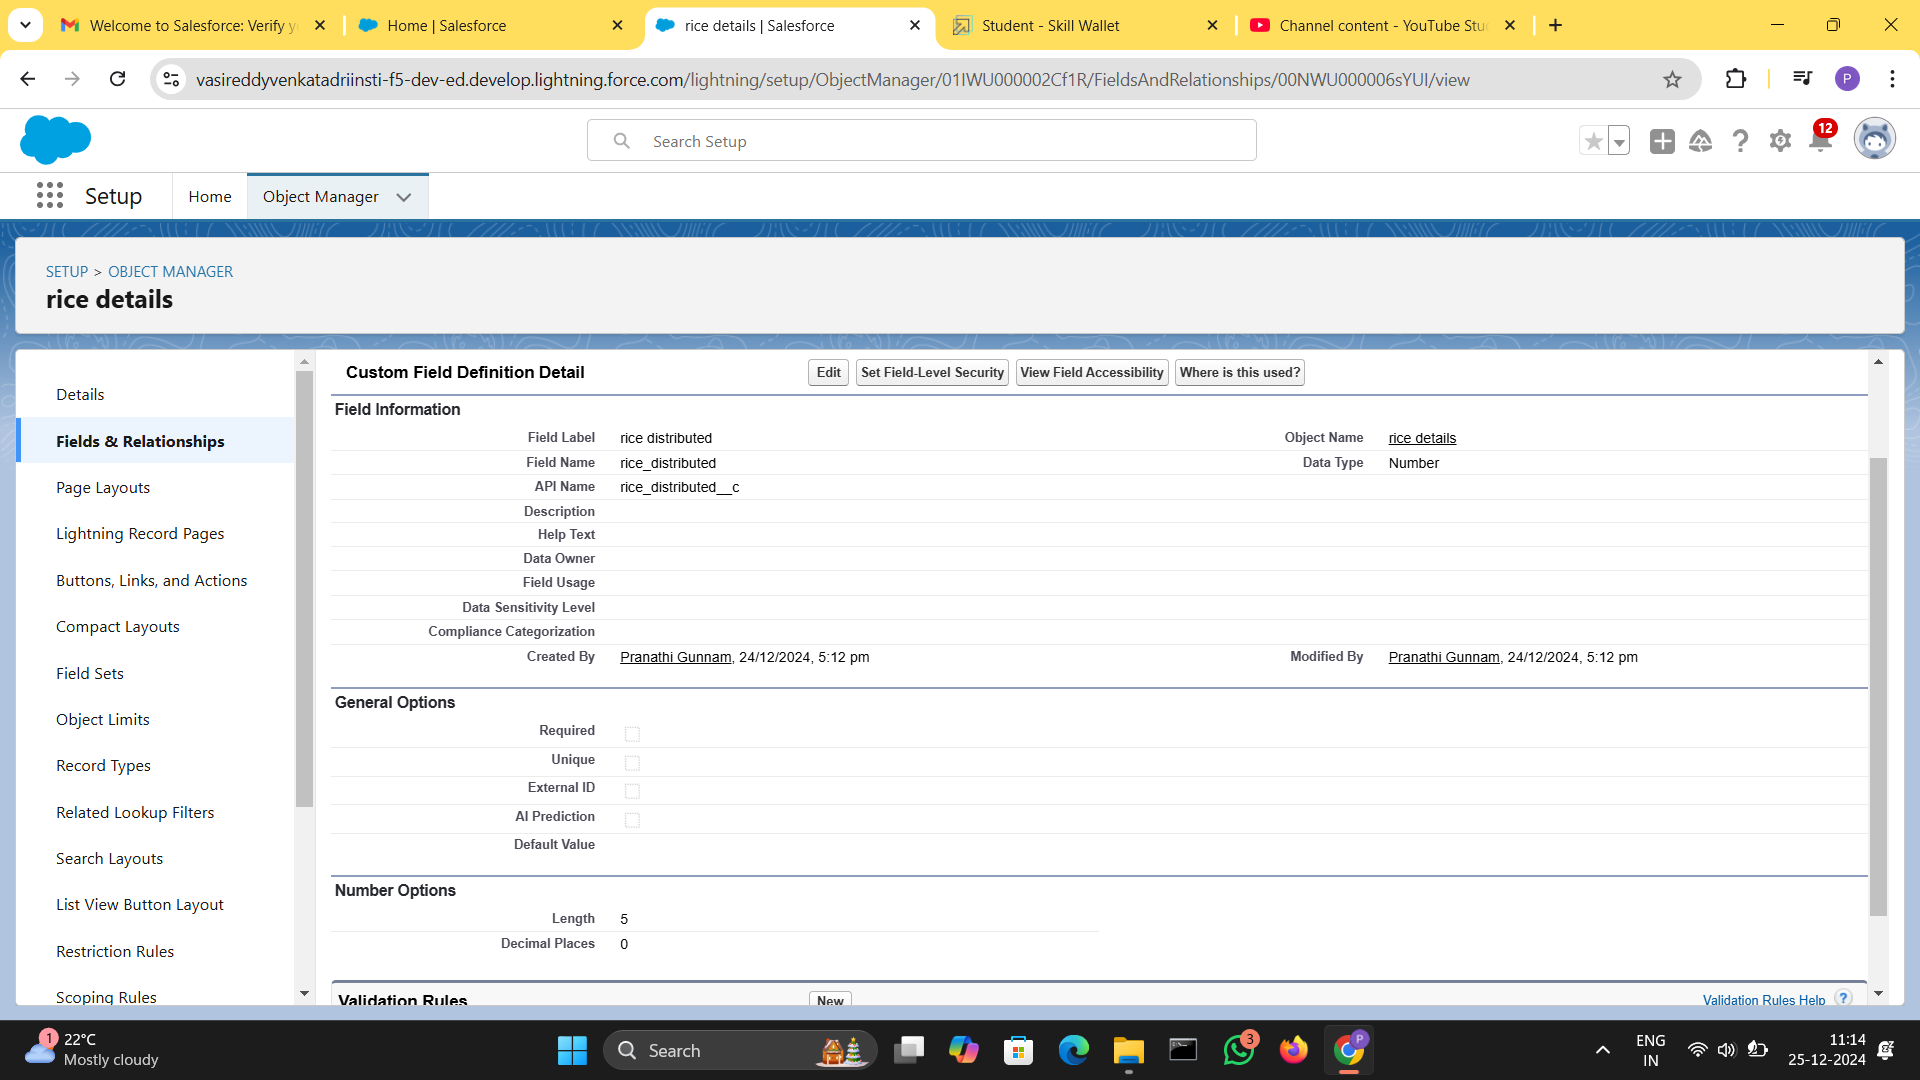 Welcome to Salesforce: Verify y
Home | Salesforce
rice details | Salesforce
Student - Skill Wallet
Channel content - YouTube Stu
vasireddyvenkatadriinsti-f5-dev-ed.develop.lightning.force.com/lightning/setup/ObjectManager/01IWU000002Cf1R/FieldsAndRelationships/00NWU000006sYUI/view
P
Search Setup
12
Setup
Home
Object Manager
SETUP > OBJECT MANAGER
rice details
Details
Fields & Relationships
Page Layouts
Lightning Record Pages
Buttons, Links, and Actions
Compact Layouts
Field Sets
Object Limits
Record Types
Related Lookup Filters
Search Layouts
List View Button Layout
Restriction Rules
Scoping Rules
Custom Field Definition Detail
Edit
Set Field-Level Security
View Field Accessibility
Where is this used?
Field Information
Field Label rice distributed
Object Name rice details
Field Name rice_distributed
Data Type Number
API Name rice_distributed__c
Description
Help Text
Data Owner
Field Usage
Data Sensitivity Level
Compliance Categorization
Created By Pranathi Gunnam, 24/12/2024, 5:12 pm
Modified By Pranathi Gunnam, 24/12/2024, 5:12 pm
General Options
Required
Unique
External ID
AI Prediction
Default Value
Number Options
Length 5
Decimal Places 0
Validation Rules
New
Validation Rules Help ?
1
22°C
Mostly cloudy
Search
3
P
ENG
IN
11:14
25-12-2024